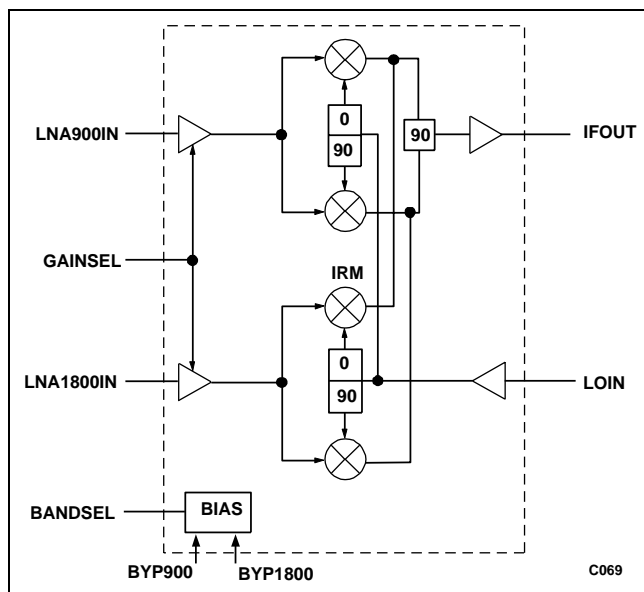 0
LNA900IN
90
90
IFOUT
GAINSEL
IRM
0
LNA1800IN
90
LOIN
BANDSEL
BIAS
BYP900
BYP1800
C069